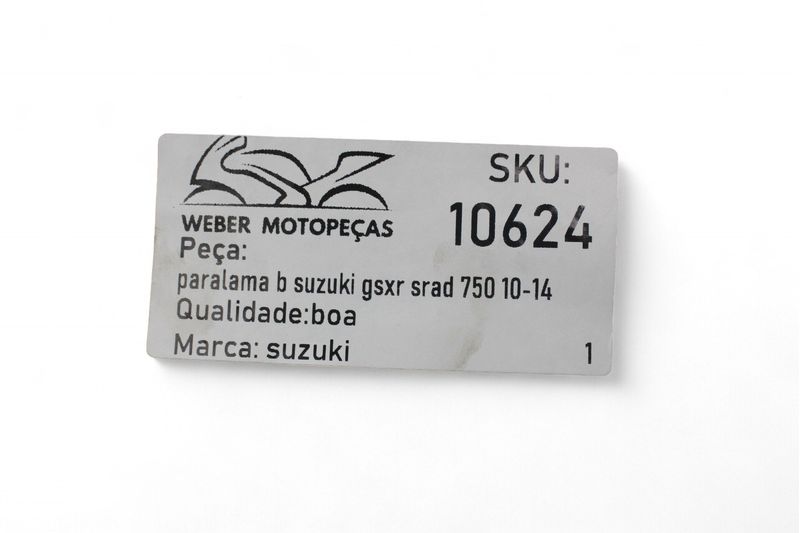 SKU:
10624
WEBER MOTOPEÇAS
Peça:
paralama b suzuki gsxr srad 750 10-14
Qualidade:boa
Marca: suzuki
1